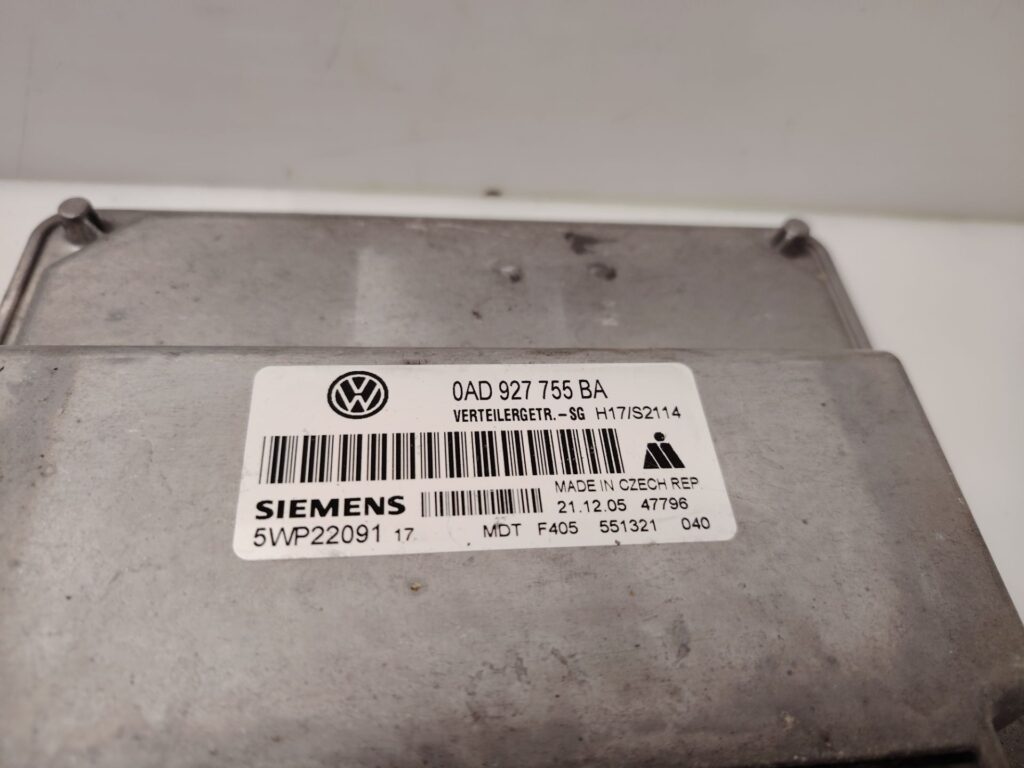 0AD 927 755 BA
VERTEILERGETR.-SG H17/S2114
MADE IN CZECH REP.
SIEMENS 21.12.05 47796
5WP22091 17 MDT F405 551321 040